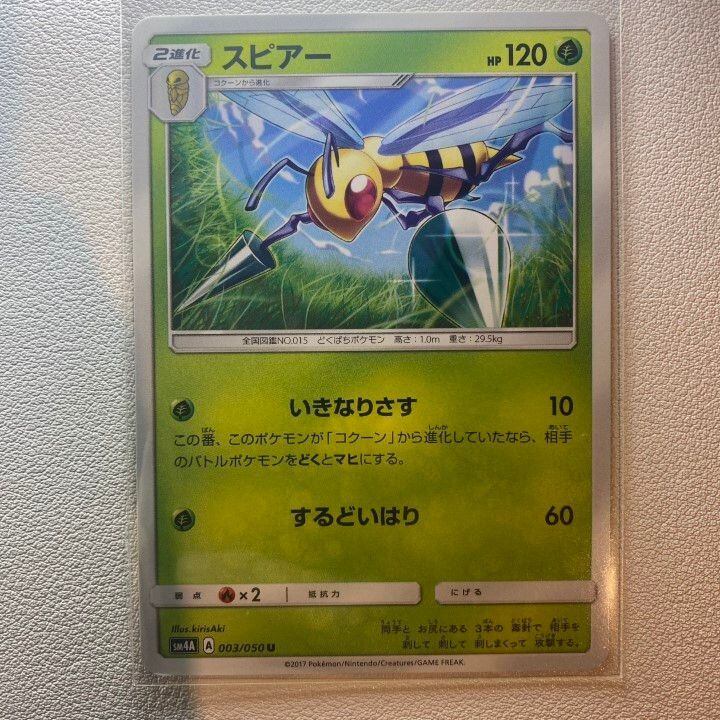 2進化 スピアー HP 120
コクーンから進化
全国図鑑NO.015 どくばちポケモン 高さ：1.0m 重さ：29.5kg
いきなりさす 10
この番、このポケモンが「コクーン」から進化していたなら、相手
のバトルポケモンをどくとマヒにする。
するどいはり 60
弱点 ×2 抵抗力 にげる
Illus.kirisAki
両手と お尻にある 3本の 毒針で 相手を
刺して 刺して 刺しまくって 攻撃する。
SM4A A 003/050 U
©2017 Pokémon/Nintendo/Creatures/GAME FREAK.